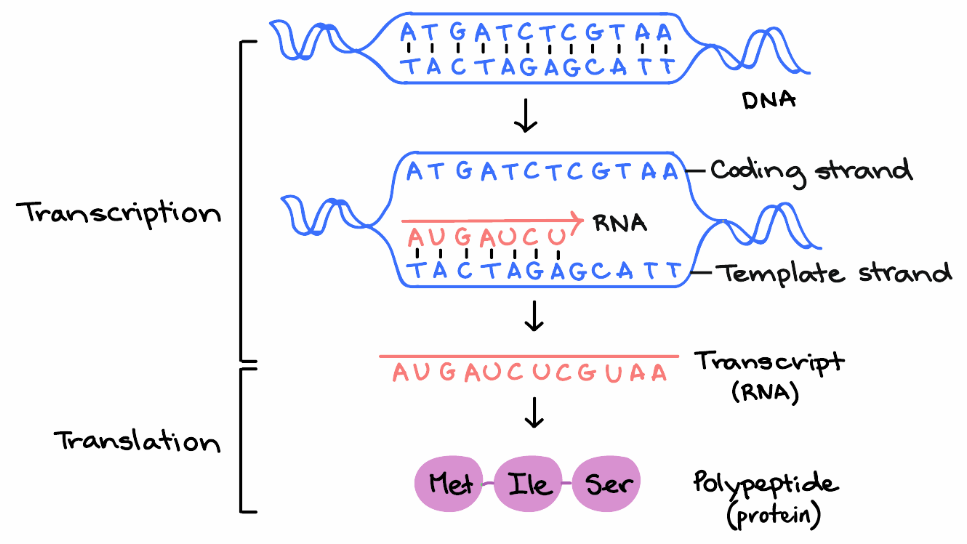 A T G A T C T C G T A A
T A C T A G A G C A T T
DNA
A T G A T C T C G T A A
Coding strand
Transcription
RNA
A U G A U C U
T A C T A G A G C A T T
Template strand
A U G A U C U C G U A A
Transcript
(RNA)
Translation
Met Ile Ser
Polypeptide
(protein)